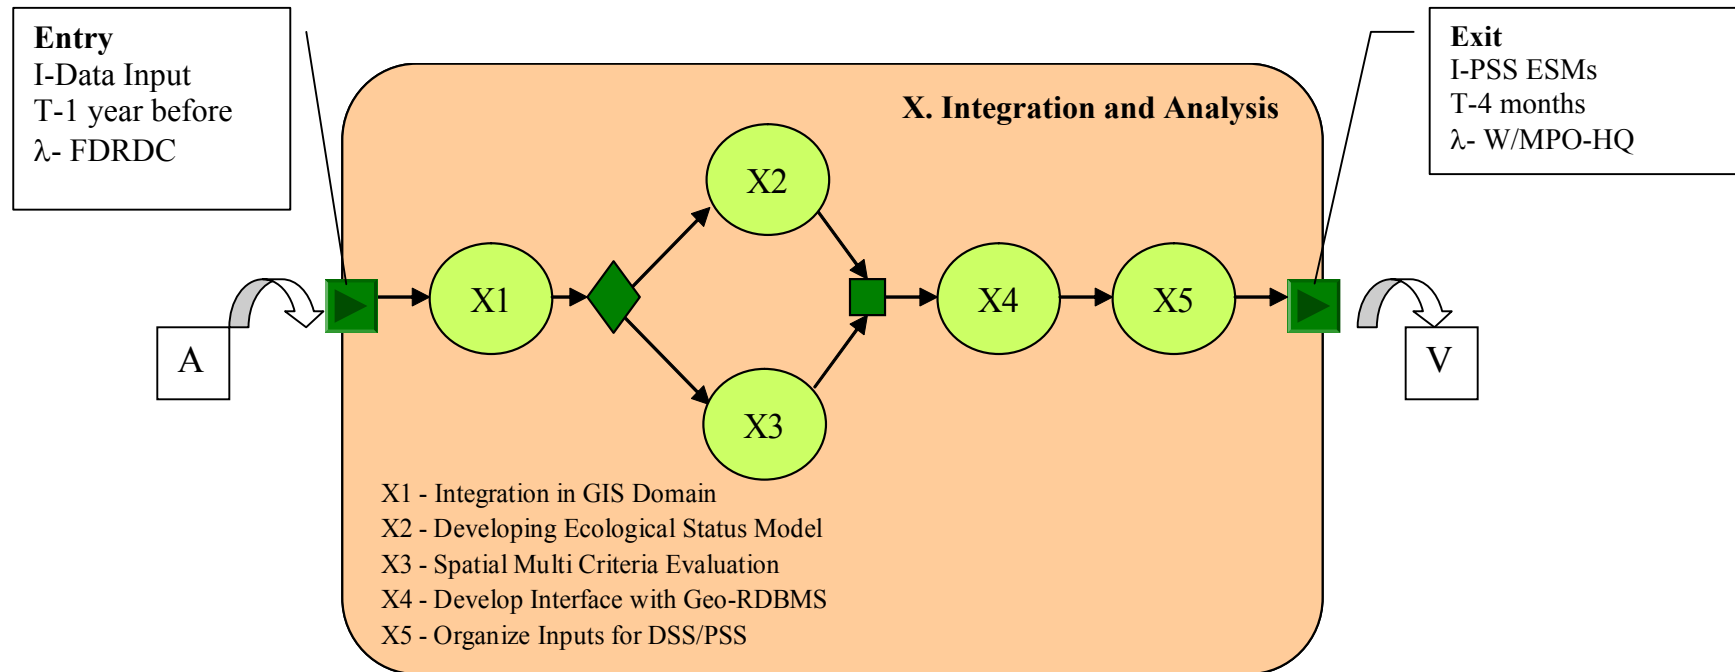 Entry
I-Data Input
T-1 year before
λ- FDRDC
Exit
I-PSS ESMs
T-4 months
λ- W/MPO-HQ
X. Integration and Analysis
A
X1
X2
X3
X4
X5
V
X1 - Integration in GIS Domain
X2 - Developing Ecological Status Model
X3 - Spatial Multi Criteria Evaluation
X4 - Develop Interface with Geo-RDBMS
X5 - Organize Inputs for DSS/PSS